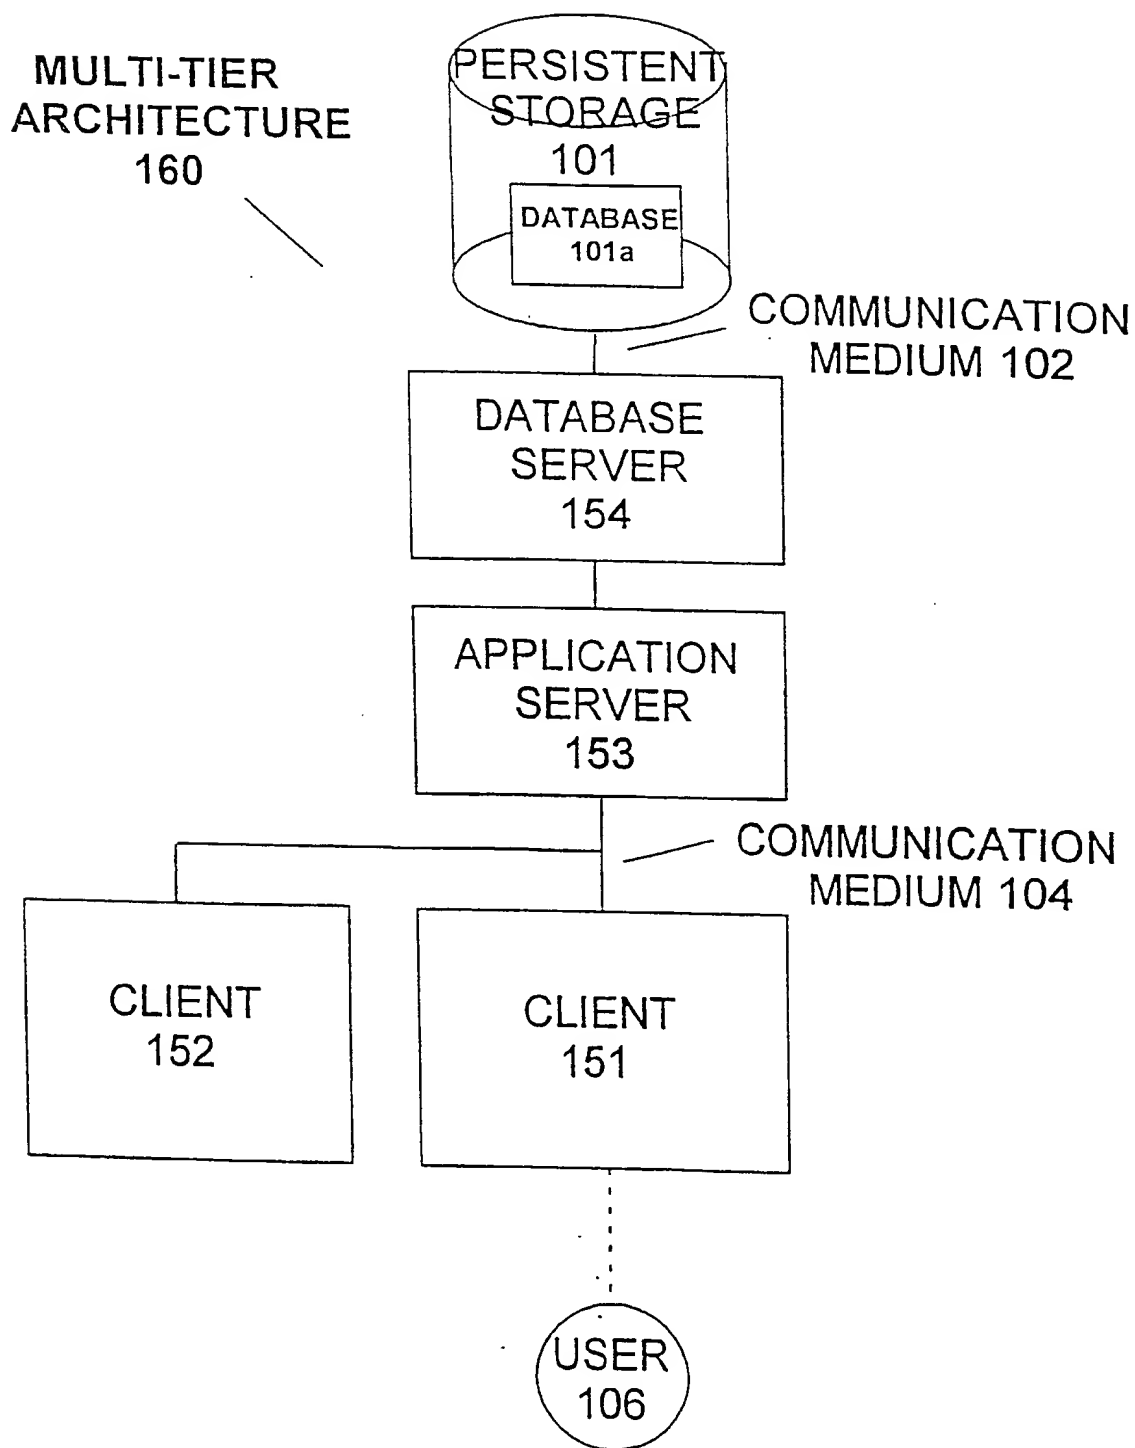 MULTI-TIER
ARCHITECTURE
160
PERSISTENT
STORAGE
101
DATABASE
101a
COMMUNICATION
MEDIUM 102
DATABASE
SERVER
154
APPLICATION
SERVER
153
COMMUNICATION
MEDIUM 104
CLIENT
152
CLIENT
151
USER
106